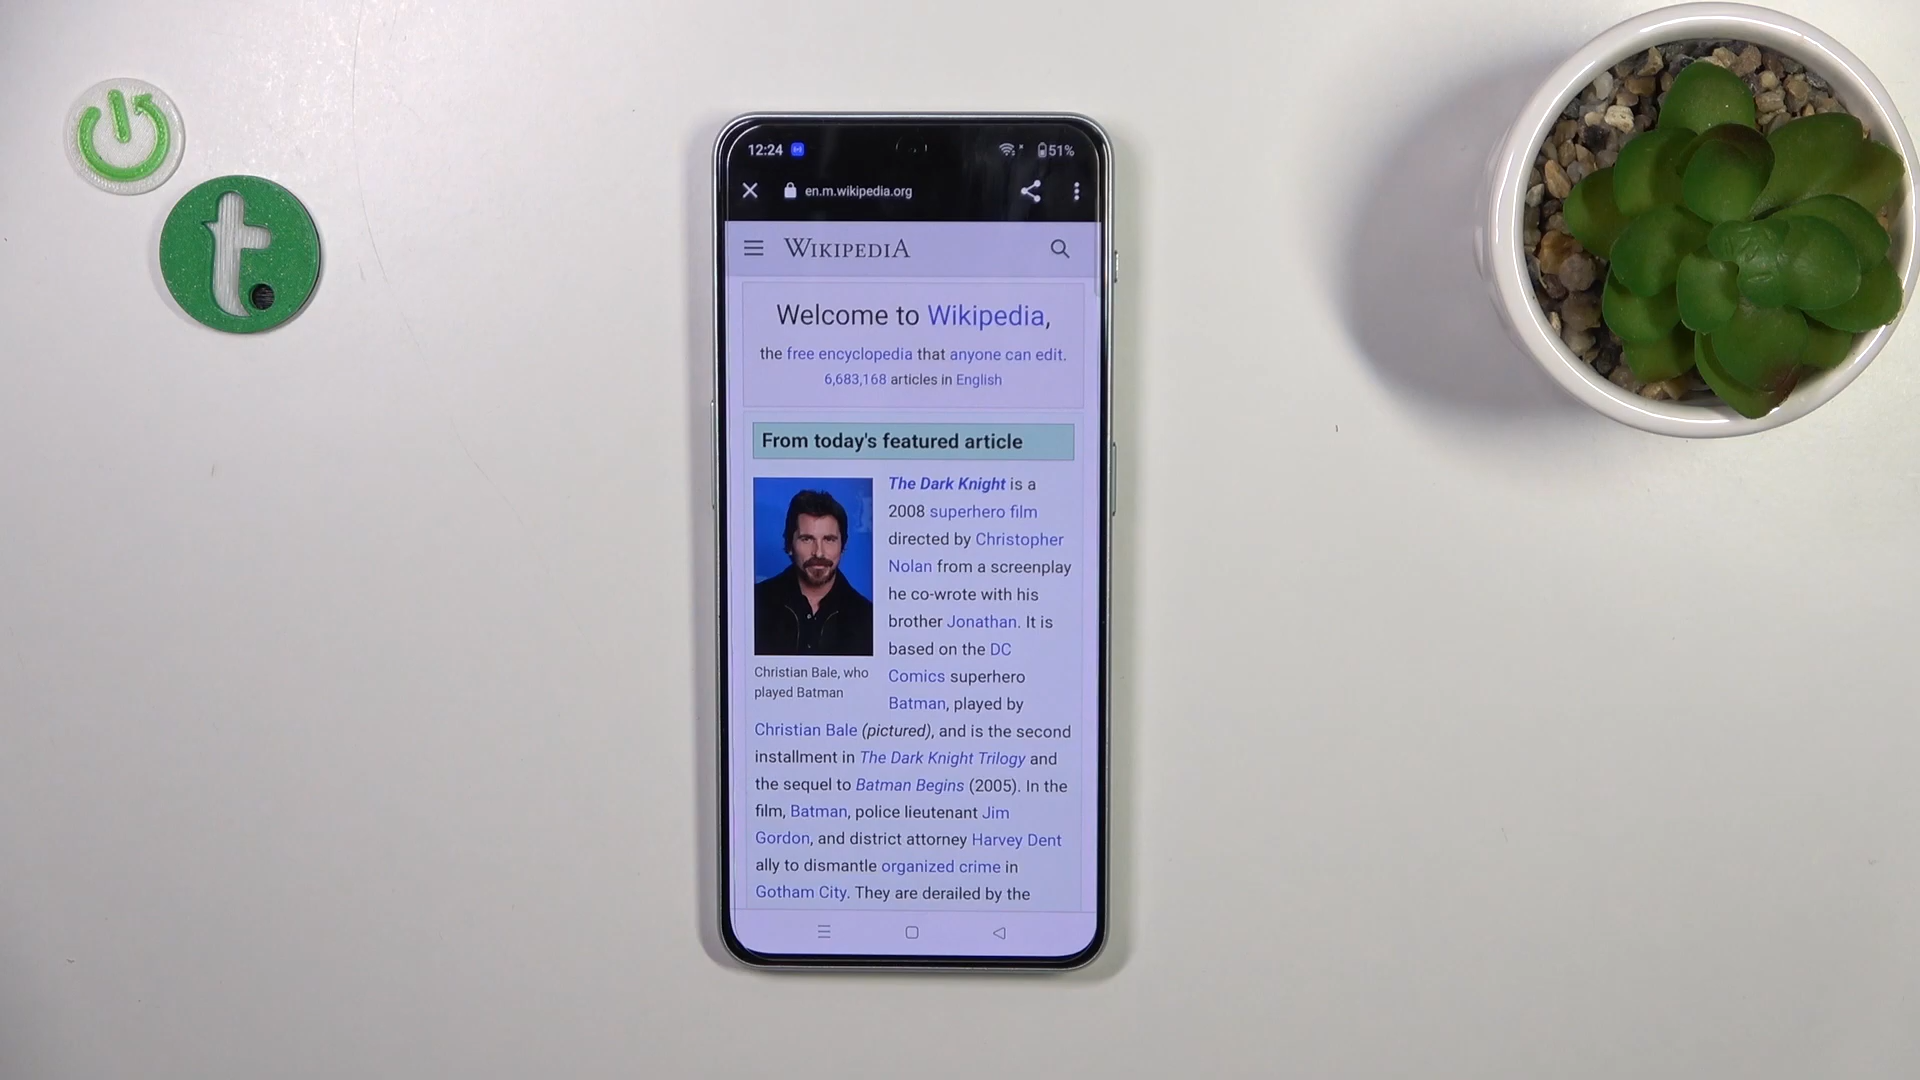 t.
12:24
51%
en.m.wikipedia.org
WIKIPEDIA
Welcome to Wikipedia,
the free encyclopedia that anyone can edit.
6,683,168 articles in English
From today's featured article
The Dark Knight is a
2008 superhero film
directed by Christopher
Nolan from a screenplay
he co-wrote with his
brother Jonathan. It is
based on the DC
Comics superhero
Batman, played by
Christian Bale, who
played Batman
Christian Bale (pictured), and is the second
installment in The Dark Knight Trilogy and
the sequel to Batman Begins (2005). In the
film, Batman, police lieutenant Jim
Gordon, and district attorney Harvey Dent
ally to dismantle organized crime in
Gotham City. They are derailed by the